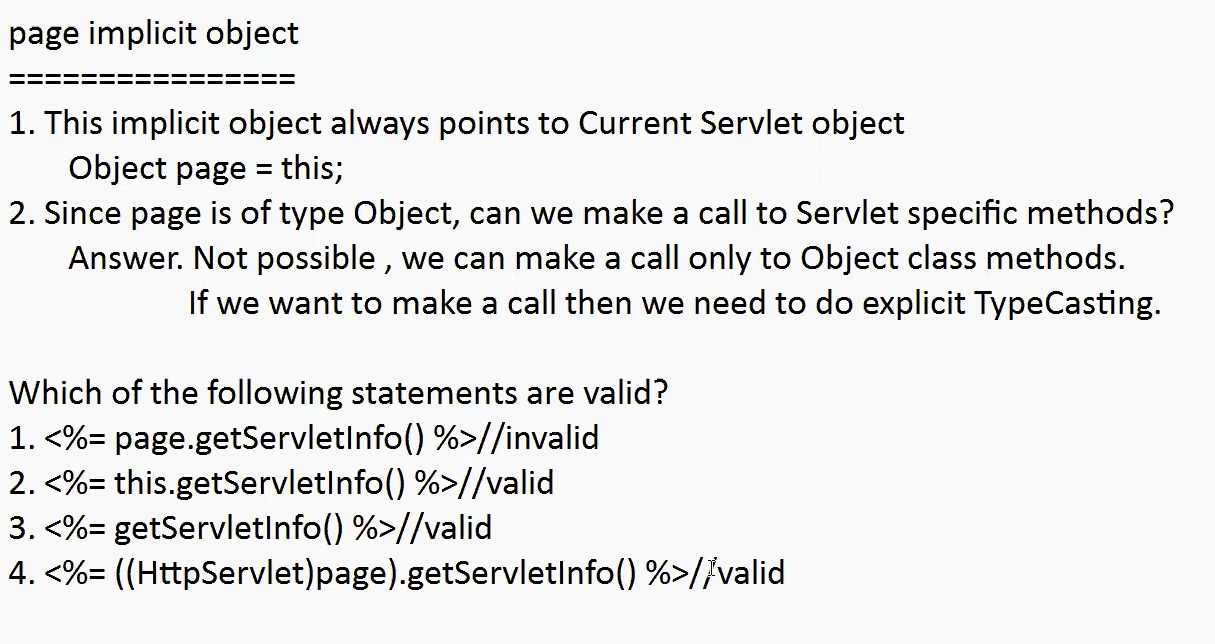 page implicit object
================
1. This implicit object always points to Current Servlet object
Object page = this;
2. Since page is of type Object, can we make a call to Servlet specific methods?
Answer. Not possible , we can make a call only to Object class methods.
If we want to make a call then we need to do explicit TypeCasting.
Which of the following statements are valid?
1. <%= page.getServletInfo() %>//invalid
2. <%= this.getServletInfo() %>//valid
3. <%= getServletInfo() %>//valid
4. <%= ((HttpServlet)page).getServletInfo() %>//valid